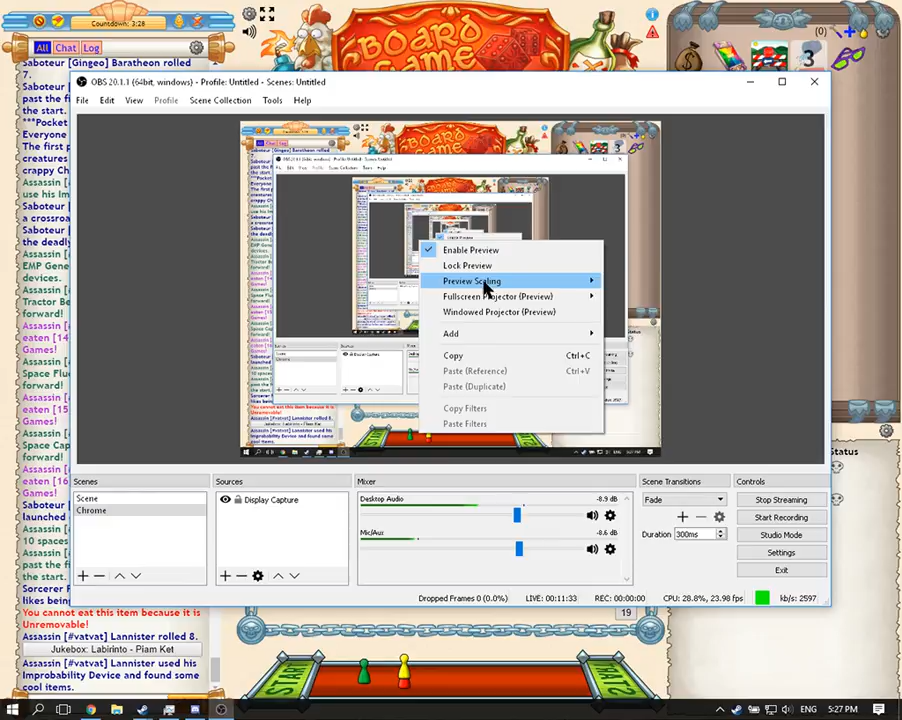 Countdown: 3:28
BOARD
GAME
(0)
3
All Chat Log
Saboteur [Gingeo] Baratheon rolled
7.
OBS 20.1.1 (64bit, windows) - Profile: Untitled - Scenes: Untitled
File Edit View Profile Scene Collection Tools Help
Saboteur [
past the fi
the start.
***Pocket
Everyone
The first p
creatures
crappy Ch
Assassin [
use his Im
Saboteur [
a crossroa
Saboteur [
the deadly
Assassin [
EMP Gene
devices.
Assassin [
Tractor Be
Assassin [
eaten [14
Games!
Assassin [
Space Flu
forward!
Assassin [
eaten [15
Games!
Assassin [
Space Cap
forward!
Assassin [
eaten [16
Games!
Saboteur [
launched
10 spaces
Assassin [
past the fi
the start.
Sorcerer
likes being
You cannot eat this item because it is
Unremovable!
Assassin [#vatvat] Lannister rolled 8.
Jukebox: Labirinto - Piam Ket
Assassin [#vatvat] Lannister used his
Improbability Device and found some
cool items.
Enable Preview
Lock Preview
Preview Scaling
Fullscreen Projector (Preview)
Windowed Projector (Preview)
Add
Copy Ctrl+C
Paste (Reference) Ctrl+V
Paste (Duplicate)
Copy Filters
Paste Filters
Status
Scenes
Scene
Chrome
Sources
Display Capture
Mixer
Desktop Audio -8.9 dB
Mic/Aux -8.6 dB
Scene Transitions
Fade
Duration 300ms
Controls
Stop Streaming
Start Recording
Studio Mode
Settings
Exit
Dropped Frames 0 (0.0%) LIVE: 00:11:33 REC: 00:00:00 CPU: 28.8%, 23.98 fps kb/s: 2597
19
START
START
ENG 5:27 PM